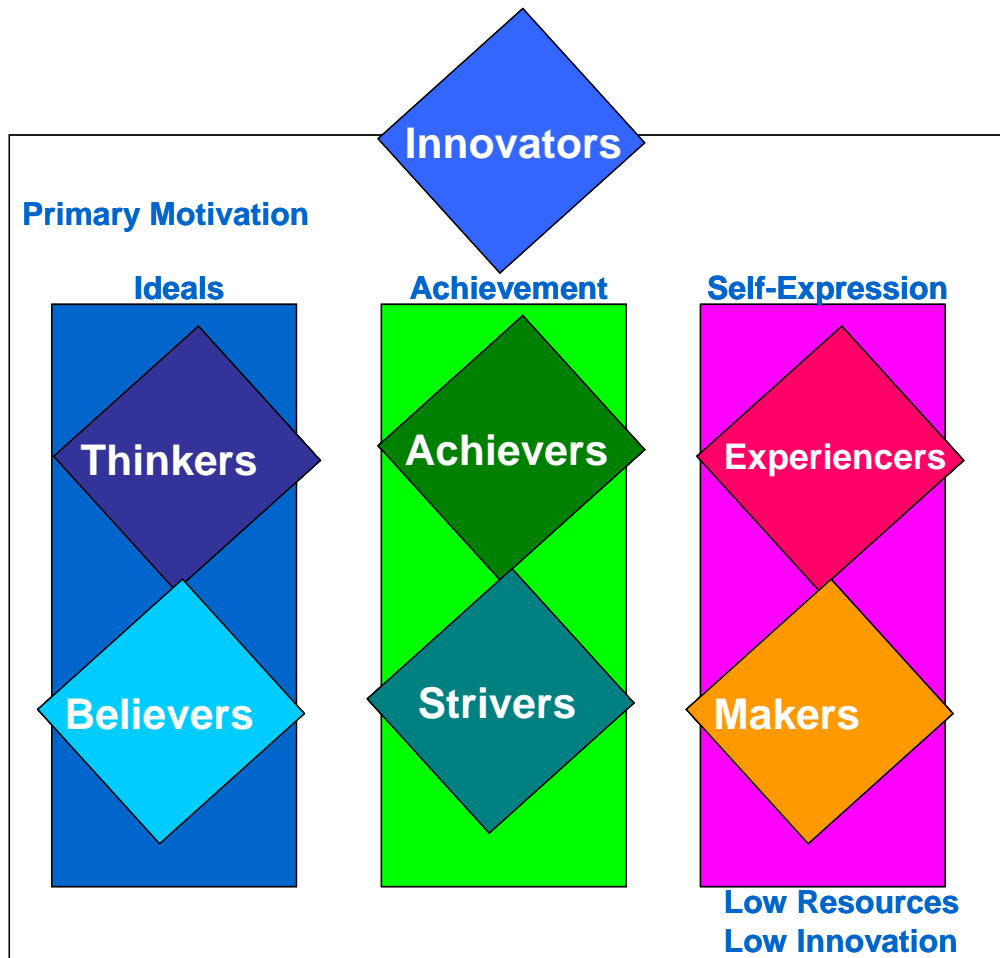 Innovators
Primary Motivation
Ideals
Achievement
Self-Expression
Thinkers
Achievers
Experiencers
Believers
Strivers
Makers
Low Resources
Low Innovation